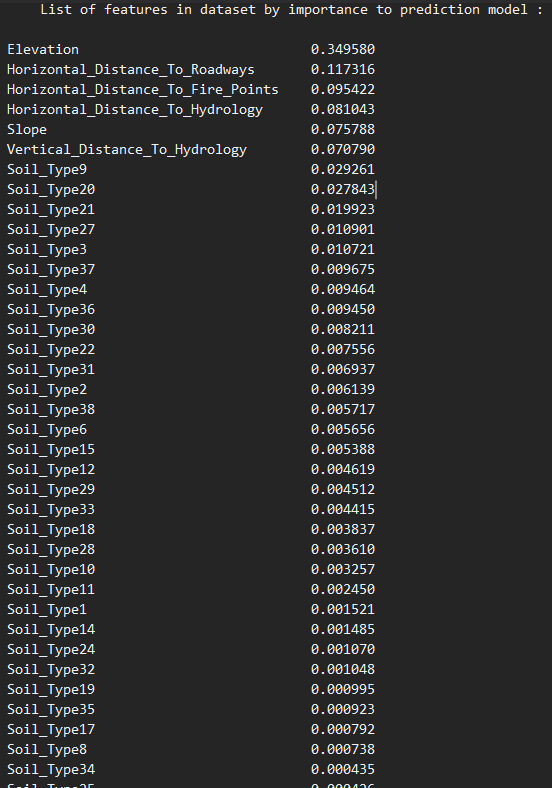 List of features in dataset by importance to prediction model :
Elevation 0.349580
Horizontal_Distance_To_Roadways 0.117316
Horizontal_Distance_To_Fire_Points 0.095422
Horizontal_Distance_To_Hydrology 0.081043
Slope 0.075788
Vertical_Distance_To_Hydrology 0.070790
Soil_Type9 0.029261
Soil_Type20 0.027843
Soil_Type21 0.019923
Soil_Type27 0.010901
Soil_Type3 0.010721
Soil_Type37 0.009675
Soil_Type4 0.009464
Soil_Type36 0.009450
Soil_Type30 0.008211
Soil_Type22 0.007556
Soil_Type31 0.006937
Soil_Type2 0.006139
Soil_Type38 0.005717
Soil_Type6 0.005656
Soil_Type15 0.005388
Soil_Type12 0.004619
Soil_Type29 0.004512
Soil_Type33 0.004415
Soil_Type18 0.003837
Soil_Type28 0.003610
Soil_Type10 0.003257
Soil_Type11 0.002450
Soil_Type1 0.001521
Soil_Type14 0.001485
Soil_Type24 0.001070
Soil_Type32 0.001048
Soil_Type19 0.000995
Soil_Type35 0.000923
Soil_Type17 0.000792
Soil_Type8 0.000738
Soil_Type34 0.000435